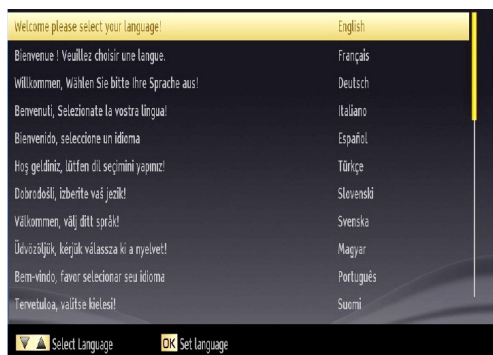 Welcome please select your language! English
Bienvenue ! Veuillez choisir une langue. Français
Willkommen, Wählen Sie bitte Ihre Sprache aus! Deutsch
Benvenuti, Selezionate la vostra lingua! Italiano
Bienvenido, seleccione un idioma Español
Hoş geldiniz, lütfen dil seçimini yapınız! Türkçe
Dobrodošli, izberite vaš jezik! Slovenski
Välkommen, välj ditt språk! Svenska
Üdvözöljük, kérjük válassza ki a nyelvet! Magyar
Bem-vindo, favor selecionar seu idioma Português
Tervetuloa, valitse kielesi! Suomi
Select Language OK Set language